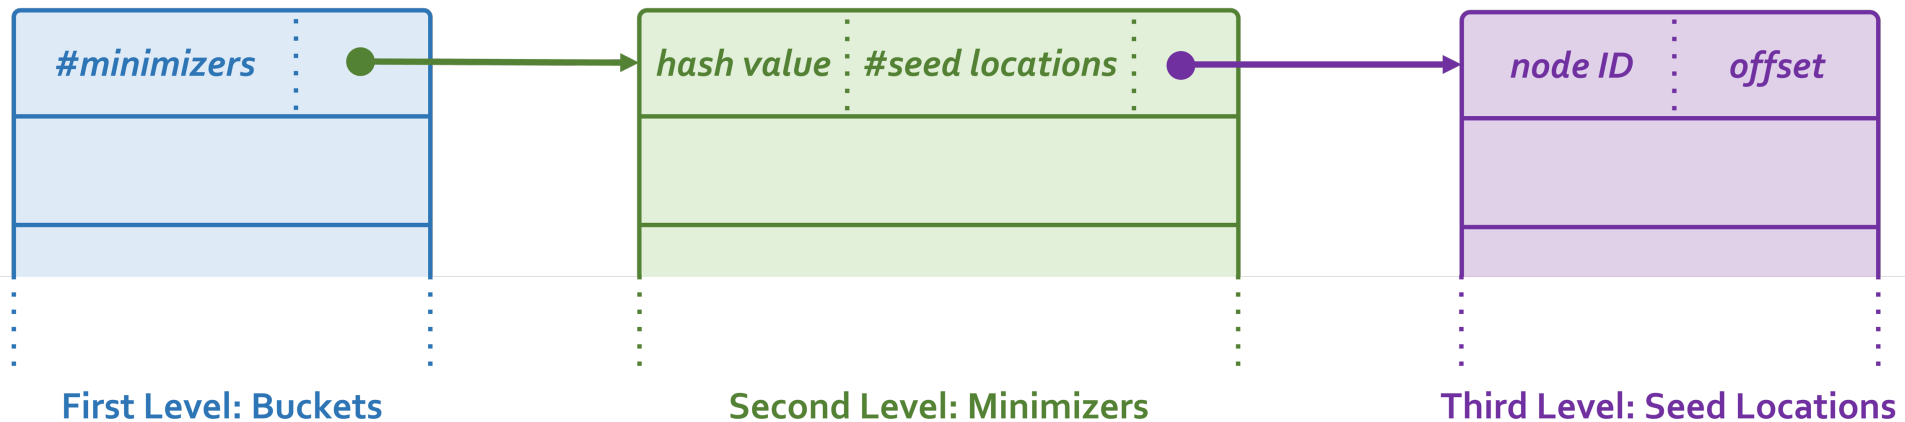 #minimizers
hash value
#seed locations
node ID
offset
First Level: Buckets
Second Level: Minimizers
Third Level: Seed Locations